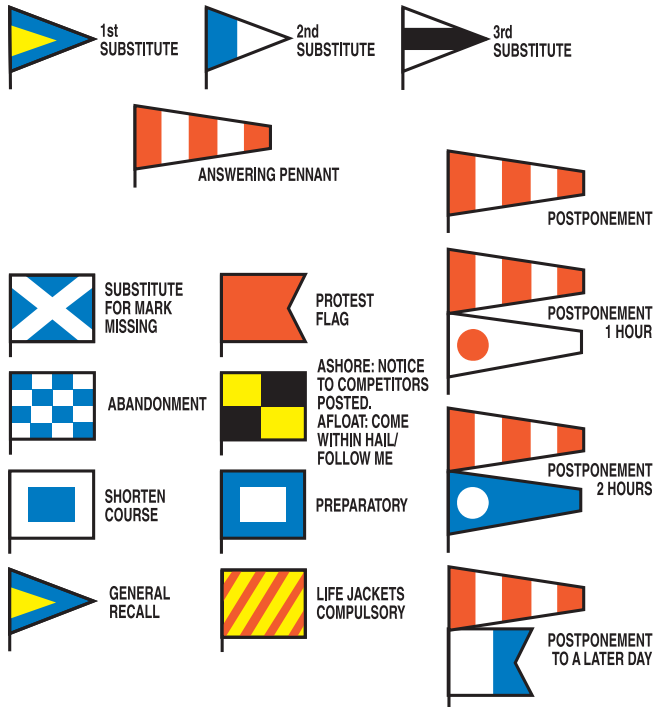 1st
SUBSTITUTE
2nd
SUBSTITUTE
3rd
SUBSTITUTE
ANSWERING PENNANT
POSTPONEMENT
POSTPONEMENT
1 HOUR
SUBSTITUTE
FOR MARK
MISSING
PROTEST
FLAG
ABANDONMENT
ASHORE: NOTICE
TO COMPETITORS
POSTED.
AFLOAT: COME
WITHIN HAIL/
FOLLOW ME
POSTPONEMENT
2 HOURS
SHORTEN
COURSE
PREPARATORY
GENERAL
RECALL
LIFE JACKETS
COMPULSORY
POSTPONEMENT
TO A LATER DAY